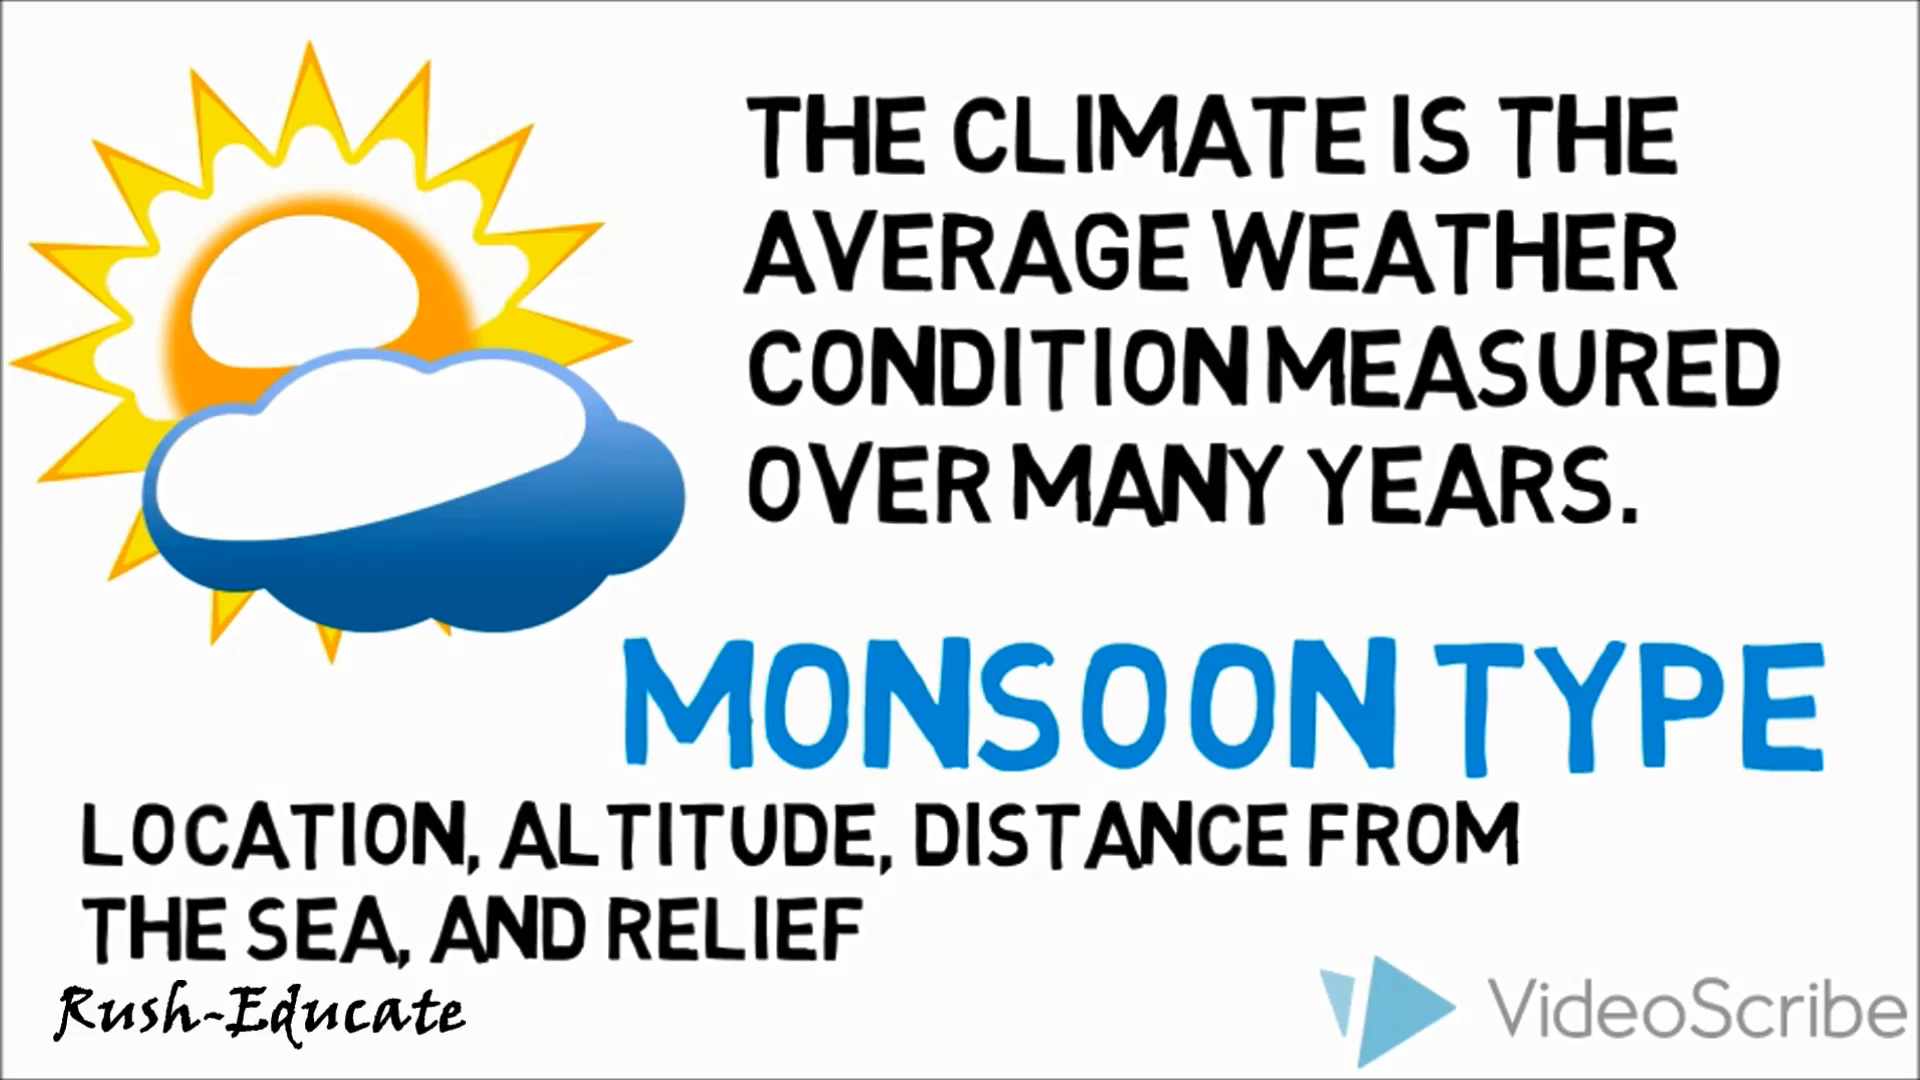 THE CLIMATE IS THE
AVERAGE WEATHER
CONDITION MEASURED
OVER MANY YEARS.
MONSOON TYPE
LOCATION, ALTITUDE, DISTANCE FROM
THE SEA, AND RELIEF
Rush-Educate
VideoScribe